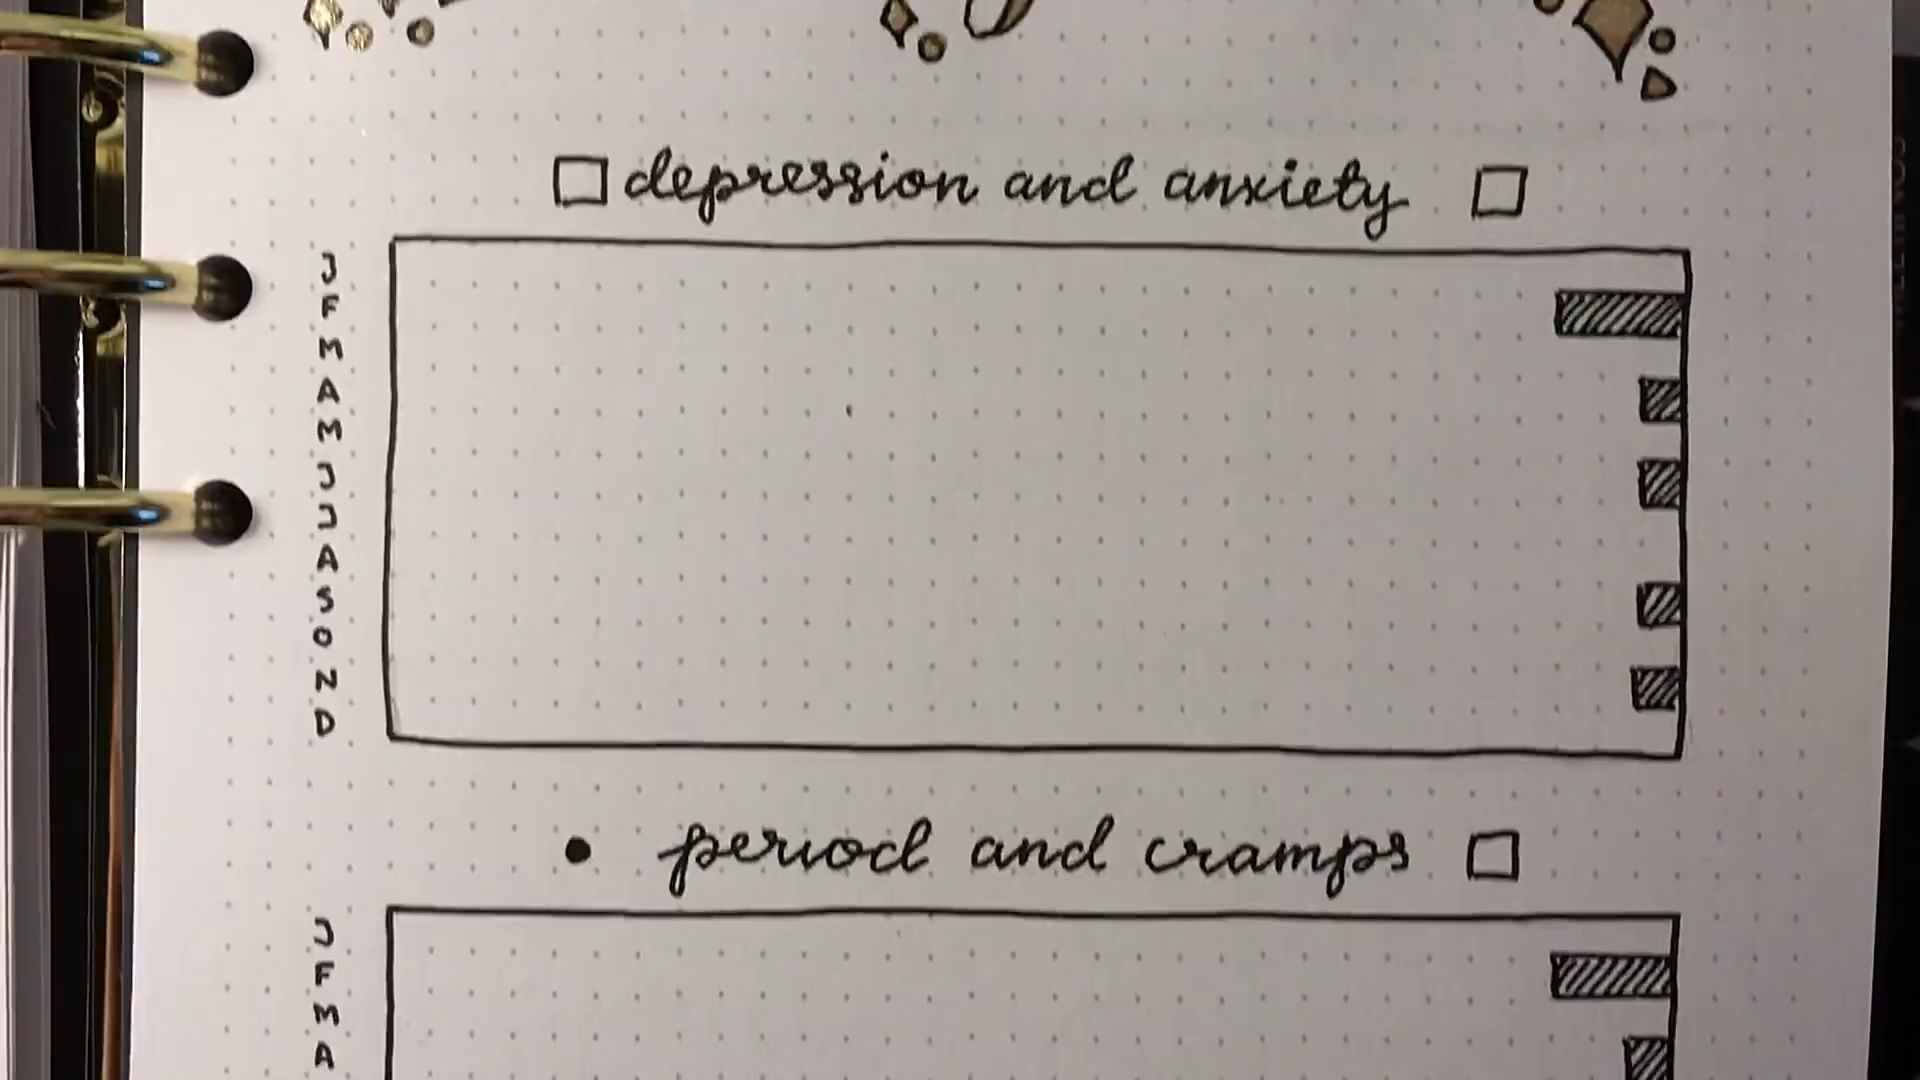 depression and anxiety
J
F
M
A
M
J
J
A
S
O
N
D
period and cramps
J
F
M
A